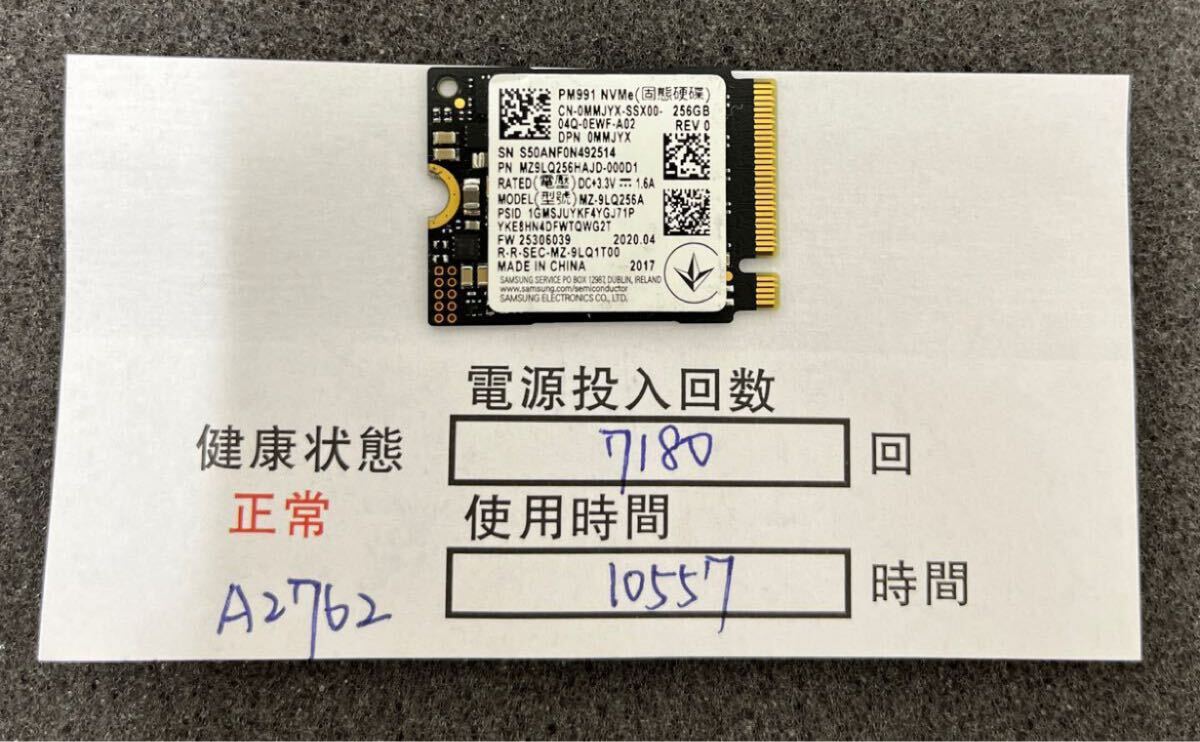 PM991 NVMe(固態硬碟)
CN-0MMJYX-SSX00- 256GB
04Q-0EWF-A02 REV 0
DPN 0MMJYX
SN S50ANF0N492514
PN MZ9LQ256HAJD-000D1
RATED(電壓)DC+3.3V ⎓ 1.6A
MODEL(型號)MZ-9LQ256A
PSID 1GMSJUYKF4YGJ71P
YKE8HN4DFWTQWG2T
FW 25306039 2020.04
R-R-SEC-MZ-9LQ1T00
MADE IN CHINA 2017
SAMSUNG SERVICE PO BOX 12987, DUBLIN, IRELAND
www.samsung.com/semiconductor
SAMSUNG ELECTRONICS CO., LTD.
電源投入回数
健康状態 7180 回
正常 使用時間
A2762 10557 時間